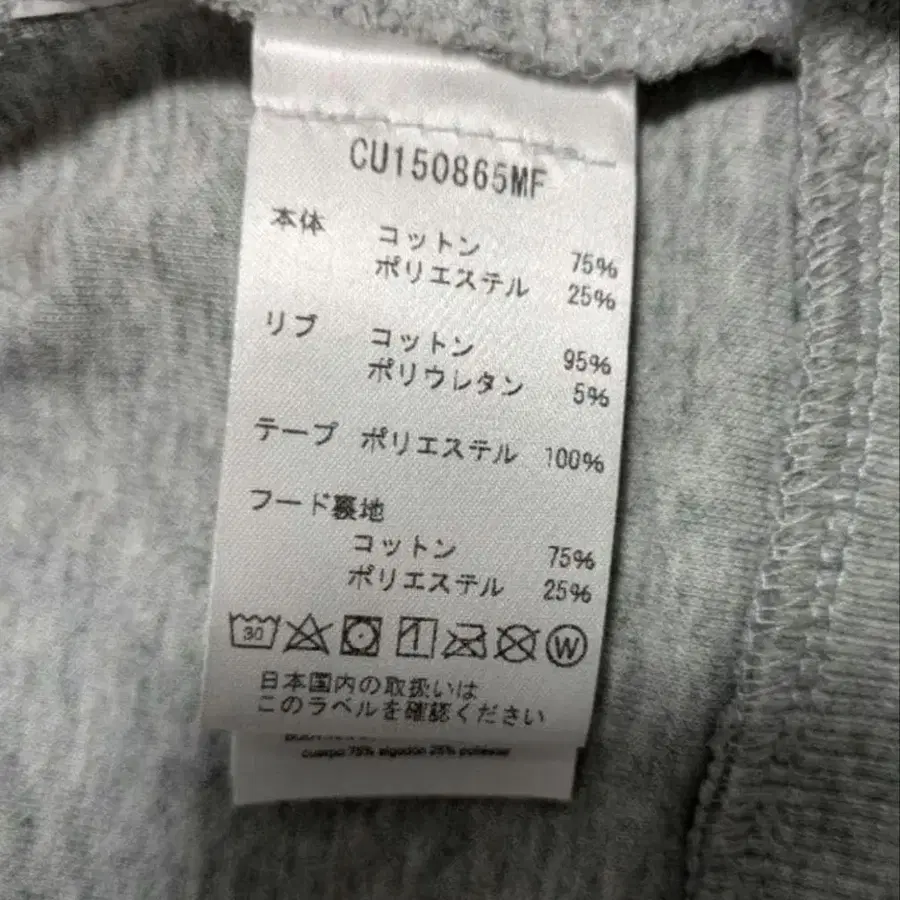 CU150865MF
本体 コットン 75%
ポリエステル 25%
リブ コットン 95%
ポリウレタン 5%
テープ ポリエステル 100%
フード裏地
コットン 75%
ポリエステル 25%
30 W
日本国内の取扱いは
このラベルを確認ください
cuerpo 75% algodón 25% poliéster